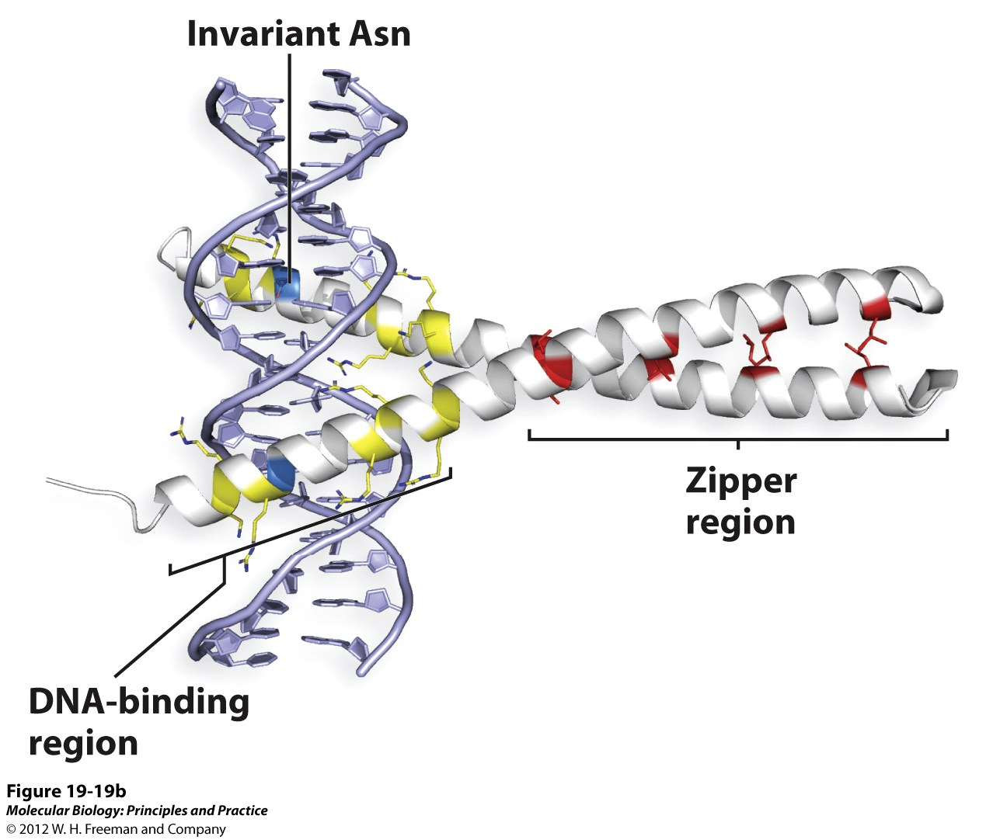 Invariant Asn
Zipper
region
DNA-binding
region
Figure 19-19b
Molecular Biology: Principles and Practice
© 2012 W. H. Freeman and Company